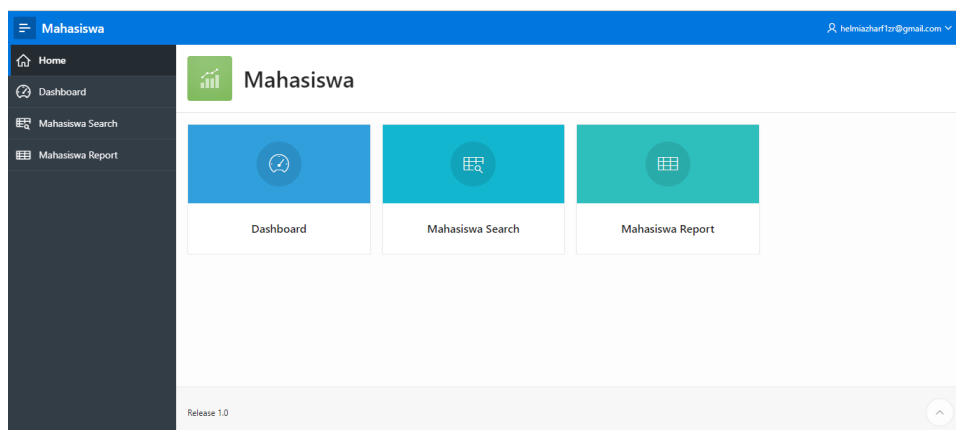 Mahasiswa
helmiazharf1zr@gmail.com
Home
Dashboard
Mahasiswa Search
Mahasiswa Report
Mahasiswa
Dashboard
Mahasiswa Search
Mahasiswa Report
Release 1.0